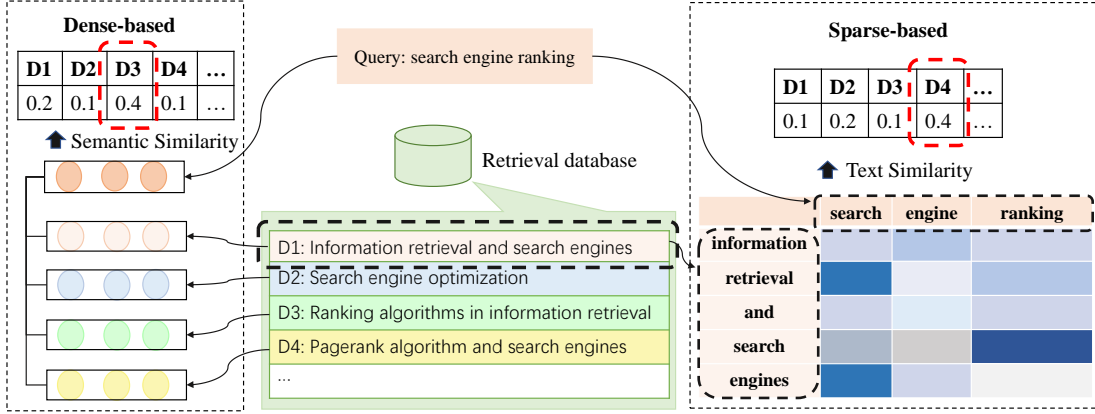 Dense-based
D1 D2 D3 D4 ...
0.2 0.1 0.4 0.1 ...
Semantic Similarity
Query: search engine ranking
Retrieval database
D1: Information retrieval and search engines
D2: Search engine optimization
D3: Ranking algorithms in information retrieval
D4: Pagerank algorithm and search engines
...
Sparse-based
D1 D2 D3 D4 ...
0.1 0.2 0.1 0.4 ...
Text Similarity
search engine ranking
information
retrieval
and
search
engines